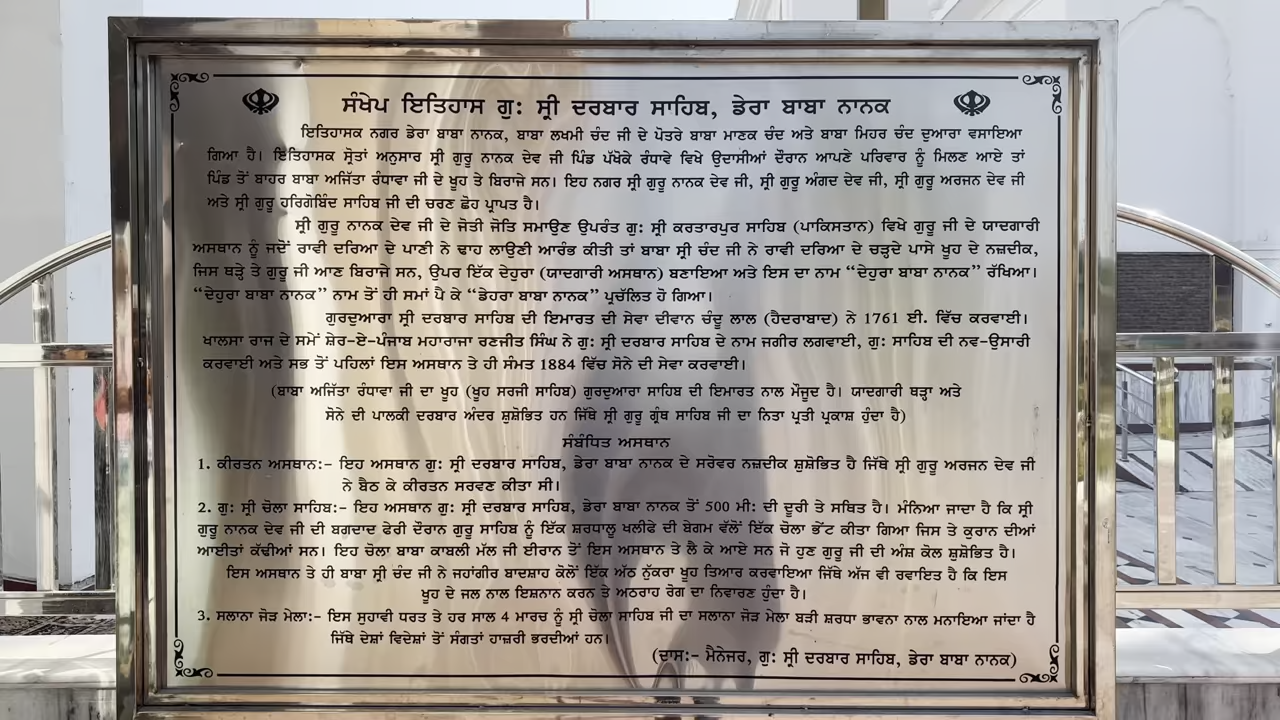 ਸੰਖੇਪ ਇਤਿਹਾਸ ਗੁ: ਸ੍ਰੀ ਦਰਬਾਰ ਸਾਹਿਬ, ਡੇਰਾ ਬਾਬਾ ਨਾਨਕ
ਇਤਿਹਾਸਕ ਨਗਰ ਡੇਰਾ ਬਾਬਾ ਨਾਨਕ, ਬਾਬਾ ਲਖਮੀ ਚੰਦ ਜੀ ਦੇ ਪੋਤਰੇ ਬਾਬਾ ਮਾਣਕ ਚੰਦ ਅਤੇ ਬਾਬਾ ਮਿਹਰ ਚੰਦ ਦੁਆਰਾ ਵਸਾਇਆ
ਗਿਆ ਹੈ। ਇਤਿਹਾਸਕ ਸ੍ਰੋਤਾਂ ਅਨੁਸਾਰ ਸ੍ਰੀ ਗੁਰੂ ਨਾਨਕ ਦੇਵ ਜੀ ਪਿੰਡ ਪੱਖੋਕੇ ਰੰਧਾਵੇ ਵਿਖੇ ਉਦਾਸੀਆਂ ਦੌਰਾਨ ਆਪਣੇ ਪਰਿਵਾਰ ਨੂੰ ਮਿਲਣ ਆਏ ਤਾਂ
ਪਿੰਡ ਤੋਂ ਬਾਹਰ ਬਾਬਾ ਅਜਿੱਤਾ ਰੰਧਾਵਾ ਜੀ ਦੇ ਖੂਹ ਤੇ ਬਿਰਾਜੇ ਸਨ। ਇਹ ਨਗਰ ਸ੍ਰੀ ਗੁਰੂ ਨਾਨਕ ਦੇਵ ਜੀ, ਸ੍ਰੀ ਗੁਰੂ ਅੰਗਦ ਦੇਵ ਜੀ, ਸ੍ਰੀ ਗੁਰੂ ਅਰਜਨ ਦੇਵ ਜੀ
ਅਤੇ ਸ੍ਰੀ ਗੁਰੂ ਹਰਿਗੋਬਿੰਦ ਸਾਹਿਬ ਜੀ ਦੀ ਚਰਣ ਛੋਹ ਪ੍ਰਾਪਤ ਹੈ।
ਸ੍ਰੀ ਗੁਰੂ ਨਾਨਕ ਦੇਵ ਜੀ ਦੇ ਜੋਤੀ ਜੋਤਿ ਸਮਾਉਣ ਉਪਰੰਤ ਗੁ: ਸ੍ਰੀ ਕਰਤਾਰਪੁਰ ਸਾਹਿਬ (ਪਾਕਿਸਤਾਨ) ਵਿਖੇ ਗੁਰੂ ਜੀ ਦੇ ਯਾਦਗਾਰੀ
ਅਸਥਾਨ ਨੂੰ ਜਦੋਂ ਰਾਵੀ ਦਰਿਆ ਦੇ ਪਾਣੀ ਨੇ ਢਾਹ ਲਾਉਣੀ ਆਰੰਭ ਕੀਤੀ ਤਾਂ ਬਾਬਾ ਸ੍ਰੀ ਚੰਦ ਜੀ ਨੇ ਰਾਵੀ ਦਰਿਆ ਦੇ ਚੜ੍ਹਦੇ ਪਾਸੇ ਖੂਹ ਦੇ ਨਜ਼ਦੀਕ,
ਜਿਸ ਥੜ੍ਹੇ ਤੇ ਗੁਰੂ ਜੀ ਆਣ ਬਿਰਾਜੇ ਸਨ, ਉਪਰ ਇੱਕ ਦੇਹੁਰਾ (ਯਾਦਗਾਰੀ ਅਸਥਾਨ) ਬਣਾਇਆ ਅਤੇ ਇਸ ਦਾ ਨਾਮ “ਦੇਹੁਰਾ ਬਾਬਾ ਨਾਨਕ” ਰੱਖਿਆ।
“ਦੇਹੁਰਾ ਬਾਬਾ ਨਾਨਕ” ਨਾਮ ਤੋਂ ਹੀ ਸਮਾਂ ਪੈ ਕੇ “ਡੇਹਰਾ ਬਾਬਾ ਨਾਨਕ” ਪ੍ਰਚੱਲਿਤ ਹੋ ਗਿਆ।
ਗੁਰਦੁਆਰਾ ਸ੍ਰੀ ਦਰਬਾਰ ਸਾਹਿਬ ਦੀ ਇਮਾਰਤ ਦੀ ਸੇਵਾ ਦੀਵਾਨ ਚੰਦੂ ਲਾਲ (ਹੈਦਰਾਬਾਦ) ਨੇ 1761 ਈ. ਵਿੱਚ ਕਰਵਾਈ।
ਖਾਲਸਾ ਰਾਜ ਦੇ ਸਮੇਂ ਸ਼ੇਰ-ਏ-ਪੰਜਾਬ ਮਹਾਰਾਜਾ ਰਣਜੀਤ ਸਿੰਘ ਨੇ ਗੁ: ਸ੍ਰੀ ਦਰਬਾਰ ਸਾਹਿਬ ਦੇ ਨਾਮ ਜਗੀਰ ਲਗਵਾਈ, ਗੁ: ਸਾਹਿਬ ਦੀ ਨਵ-ਉਸਾਰੀ
ਕਰਵਾਈ ਅਤੇ ਸਭ ਤੋਂ ਪਹਿਲਾਂ ਇਸ ਅਸਥਾਨ ਤੇ ਹੀ ਸੰਮਤ 1884 ਵਿੱਚ ਸੋਨੇ ਦੀ ਸੇਵਾ ਕਰਵਾਈ।
(ਬਾਬਾ ਅਜਿੱਤਾ ਰੰਧਾਵਾ ਜੀ ਦਾ ਖੂਹ (ਖੂਹ ਸਰਜੀ ਸਾਹਿਬ) ਗੁਰਦੁਆਰਾ ਸਾਹਿਬ ਦੀ ਇਮਾਰਤ ਨਾਲ ਮੌਜੂਦ ਹੈ। ਯਾਦਗਾਰੀ ਥੜ੍ਹਾ ਅਤੇ
ਸੋਨੇ ਦੀ ਪਾਲਕੀ ਦਰਬਾਰ ਅੰਦਰ ਸ਼ੁਸ਼ੋਭਿਤ ਹਨ ਜਿੱਥੇ ਸ੍ਰੀ ਗੁਰੂ ਗ੍ਰੰਥ ਸਾਹਿਬ ਜੀ ਦਾ ਨਿਤਾ ਪ੍ਰਤੀ ਪ੍ਰਕਾਸ਼ ਹੁੰਦਾ ਹੈ)
ਸੰਬੰਧਿਤ ਅਸਥਾਨ
1. ਕੀਰਤਨ ਅਸਥਾਨ:- ਇਹ ਅਸਥਾਨ ਗੁ: ਸ੍ਰੀ ਦਰਬਾਰ ਸਾਹਿਬ, ਡੇਰਾ ਬਾਬਾ ਨਾਨਕ ਦੇ ਸਰੋਵਰ ਨਜ਼ਦੀਕ ਸ਼ੁਸ਼ੋਭਿਤ ਹੈ ਜਿੱਥੇ ਸ੍ਰੀ ਗੁਰੂ ਅਰਜਨ ਦੇਵ ਜੀ
ਨੇ ਬੈਠ ਕੇ ਕੀਰਤਨ ਸਰਵਣ ਕੀਤਾ ਸੀ।
2. ਗੁ: ਸ੍ਰੀ ਚੋਲਾ ਸਾਹਿਬ:- ਇਹ ਅਸਥਾਨ ਗੁ: ਸ੍ਰੀ ਦਰਬਾਰ ਸਾਹਿਬ, ਡੇਰਾ ਬਾਬਾ ਨਾਨਕ ਤੋਂ 500 ਮੀ: ਦੀ ਦੂਰੀ ਤੇ ਸਥਿਤ ਹੈ। ਮੰਨਿਆ ਜਾਦਾ ਹੈ ਕਿ ਸ੍ਰੀ
ਗੁਰੂ ਨਾਨਕ ਦੇਵ ਜੀ ਦੀ ਬਗਦਾਦ ਫੇਰੀ ਦੌਰਾਨ ਗੁਰੂ ਸਾਹਿਬ ਨੂੰ ਇੱਕ ਸ਼ਰਧਾਲੂ ਖਲੀਫੇ ਦੀ ਬੇਗਮ ਵੱਲੋਂ ਇੱਕ ਚੋਲਾ ਭੇਂਟ ਕੀਤਾ ਗਿਆ ਜਿਸ ਤੇ ਕੁਰਾਨ ਦੀਆਂ
ਆਈਤਾਂ ਕੱਢੀਆਂ ਸਨ। ਇਹ ਚੋਲਾ ਬਾਬਾ ਕਾਬਲੀ ਮੱਲ ਜੀ ਈਰਾਨ ਤੋਂ ਇਸ ਅਸਥਾਨ ਤੇ ਲੈ ਕੇ ਆਏ ਸਨ ਜੋ ਹੁਣ ਗੁਰੂ ਜੀ ਦੀ ਅੰਸ਼ ਕੋਲ ਸ਼ੁਸ਼ੋਭਿਤ ਹੈ।
ਇਸ ਅਸਥਾਨ ਤੇ ਹੀ ਬਾਬਾ ਸ੍ਰੀ ਚੰਦ ਜੀ ਨੇ ਜਹਾਂਗੀਰ ਬਾਦਸ਼ਾਹ ਕੋਲੋਂ ਇੱਕ ਅੱਠ ਨੁੱਕਰਾ ਖੂਹ ਤਿਆਰ ਕਰਵਾਇਆ ਜਿੱਥੇ ਅੱਜ ਵੀ ਰਵਾਇਤ ਹੈ ਕਿ ਇਸ
ਖੂਹ ਦੇ ਜਲ ਨਾਲ ਇਸ਼ਨਾਨ ਕਰਨ ਤੇ ਅਠਰਾਹ ਰੋਗ ਦਾ ਨਿਵਾਰਣ ਹੁੰਦਾ ਹੈ।
3. ਸਲਾਨਾ ਜੋੜ ਮੇਲਾ:- ਇਸ ਸੁਹਾਵੀ ਧਰਤ ਤੇ ਹਰ ਸਾਲ 4 ਮਾਰਚ ਨੂੰ ਸ੍ਰੀ ਚੋਲਾ ਸਾਹਿਬ ਜੀ ਦਾ ਸਲਾਨਾ ਜੋੜ ਮੇਲਾ ਬੜੀ ਸ਼ਰਧਾ ਭਾਵਨਾ ਨਾਲ ਮਨਾਇਆ ਜਾਂਦਾ ਹੈ
ਜਿੱਥੇ ਦੇਸ਼ਾਂ ਵਿਦੇਸ਼ਾਂ ਤੋਂ ਸੰਗਤਾਂ ਹਾਜ਼ਰੀ ਭਰਦੀਆਂ ਹਨ।
(ਦਾਸ:- ਮੈਨੇਜਰ, ਗੁ: ਸ੍ਰੀ ਦਰਬਾਰ ਸਾਹਿਬ, ਡੇਰਾ ਬਾਬਾ ਨਾਨਕ)